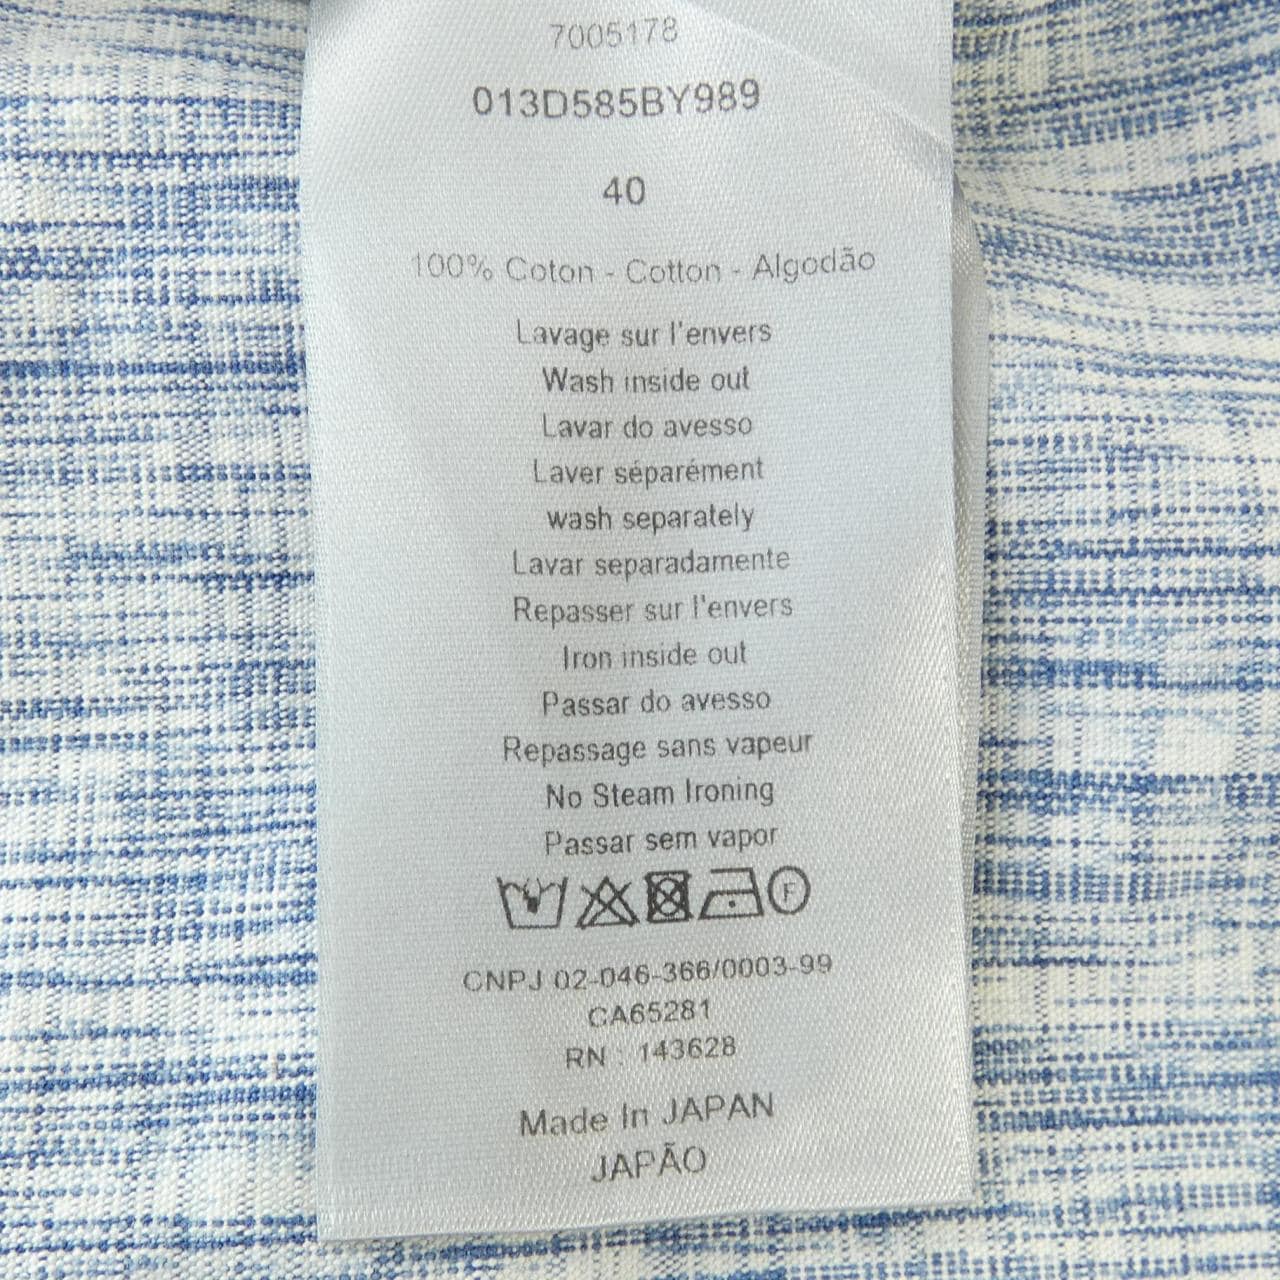 7005178
013D585BY989
40
100% Coton - Cotton - Algodão
Lavage sur l'envers
Wash inside out
Lavar do avesso
Laver séparément
wash separately
Lavar separadamente
Repasser sur l'envers
Iron inside out
Passar do avesso
Repassage sans vapeur
No Steam Ironing
Passar sem vapor
F
CNPJ 02-046-366/0003-99
CA65281
RN : 143628
Made In JAPAN
JAPÃO